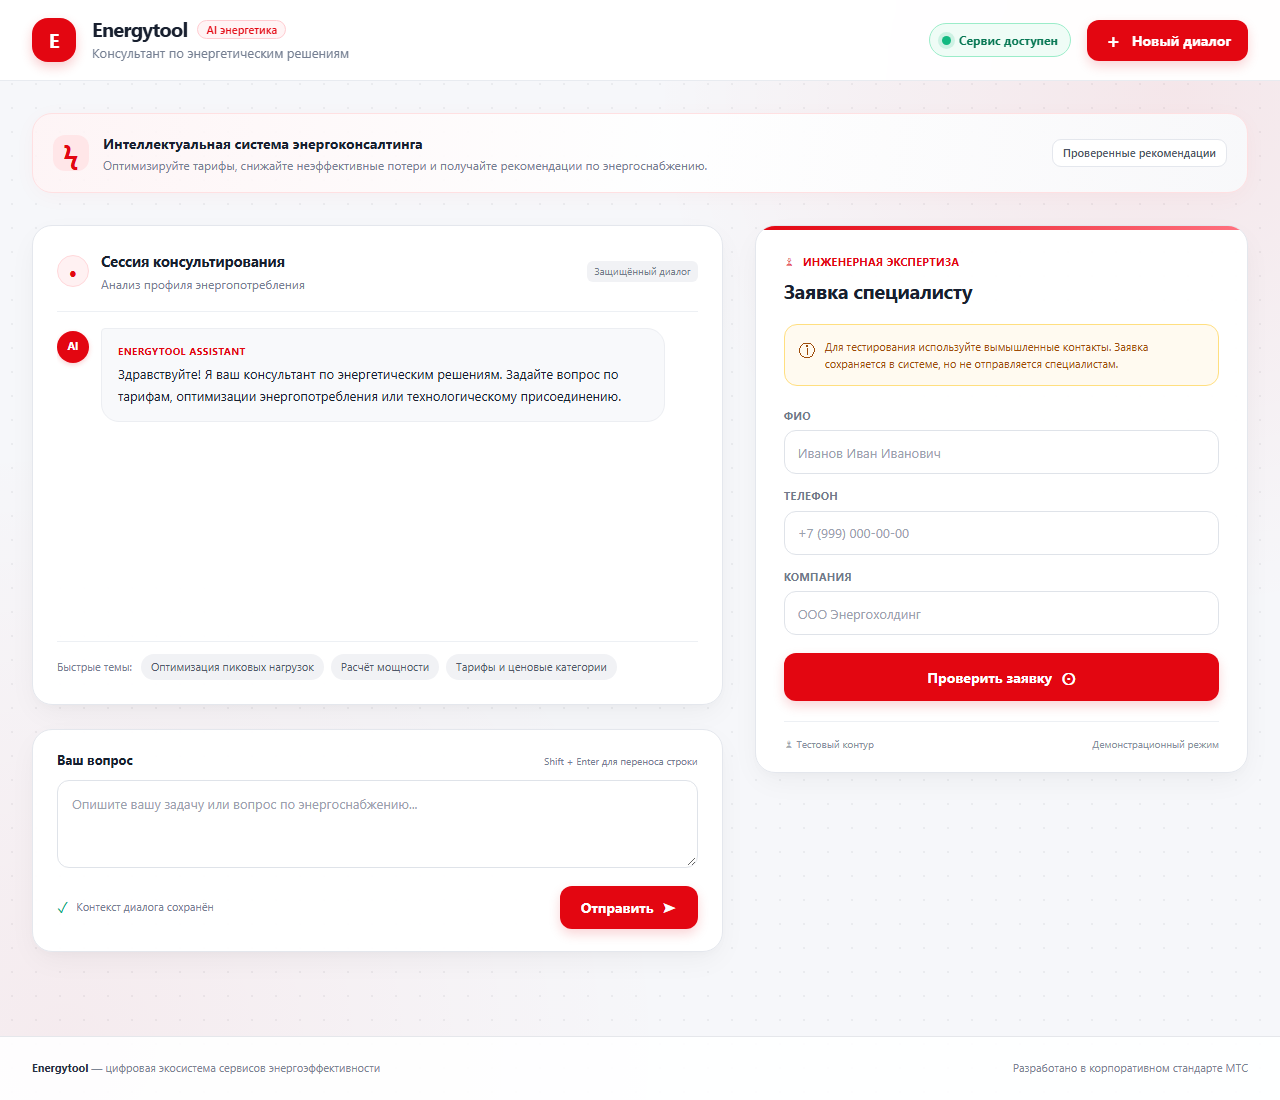 E
Energytool
AI энергетика
Консультант по энергетическим решениям
Сервис доступен
+ Новый диалог
Интеллектуальная система энергоконсалтинга
Оптимизируйте тарифы, снижайте неэффективные потери и получайте рекомендации по энергоснабжению.
Проверенные рекомендации
Сессия консультирования
Анализ профиля энергопотребления
Защищённый диалог
AI
ENERGYTOOL ASSISTANT
Здравствуйте! Я ваш консультант по энергетическим решениям. Задайте вопрос по
тарифам, оптимизации энергопотребления или технологическому присоединению.
Быстрые темы:
Оптимизация пиковых нагрузок
Расчёт мощности
Тарифы и ценовые категории
Ваш вопрос
Shift + Enter для переноса строки
Опишите вашу задачу или вопрос по энергоснабжению...
Контекст диалога сохранён
Отправить
ИНЖЕНЕРНАЯ ЭКСПЕРТИЗА
Заявка специалисту
Для тестирования используйте вымышленные контакты. Заявка
сохраняется в системе, но не отправляется специалистам.
ФИО
Иванов Иван Иванович
ТЕЛЕФОН
+7 (999) 000-00-00
КОМПАНИЯ
ООО Энергохолдинг
Проверить заявку
Тестовый контур
Демонстрационный режим
Energytool — цифровая экосистема сервисов энергоэффективности
Разработано в корпоративном стандарте МТС